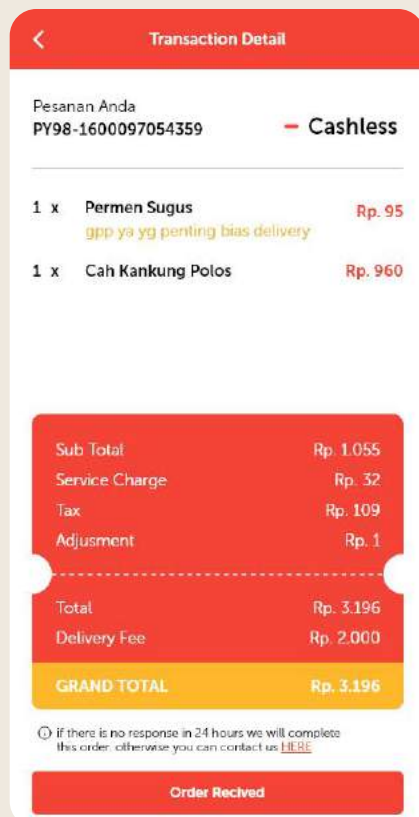 Transaction Detail
Pesanan Anda
PY98-1600097054359 – Cashless
1 x Permen Sugus Rp. 95
gpp ya yg penting bias delivery
1 x Cah Kankung Polos Rp. 960
Sub Total Rp. 1.055
Service Charge Rp. 32
Tax Rp. 109
Adjusment Rp. 1
Total Rp. 3.196
Delivery Fee Rp. 2.000
GRAND TOTAL Rp. 3.196
if there is no response in 24 hours we will complete
this order, otherwise you can contact us HERE
Order Recived